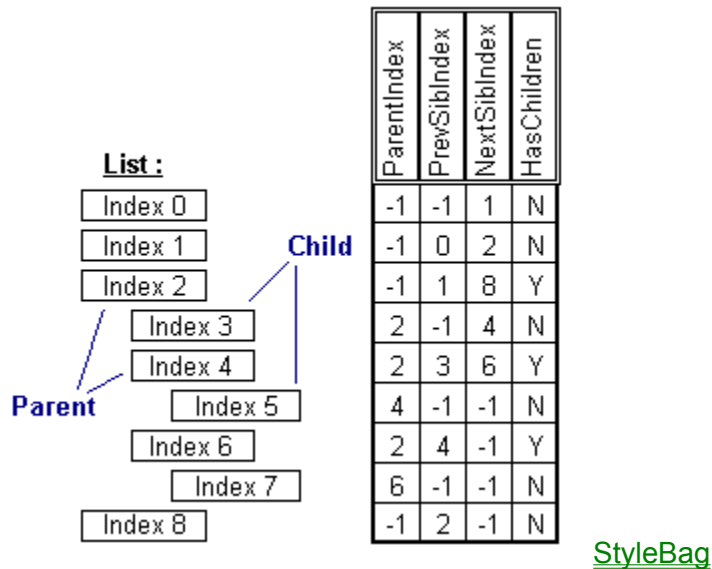 ParentIndex PrevSibIndex NextSibIndex HasChildren
List :
Index 0 -1 -1 1 N
Index 1 Child -1 0 2 N
Index 2 -1 1 8 Y
Index 3 2 -1 4 N
Index 4 2 3 6 Y
Parent Index 5 4 -1 -1 N
Index 6 2 4 -1 Y
Index 7 6 -1 -1 N
Index 8 -1 2 -1 N
StyleBag